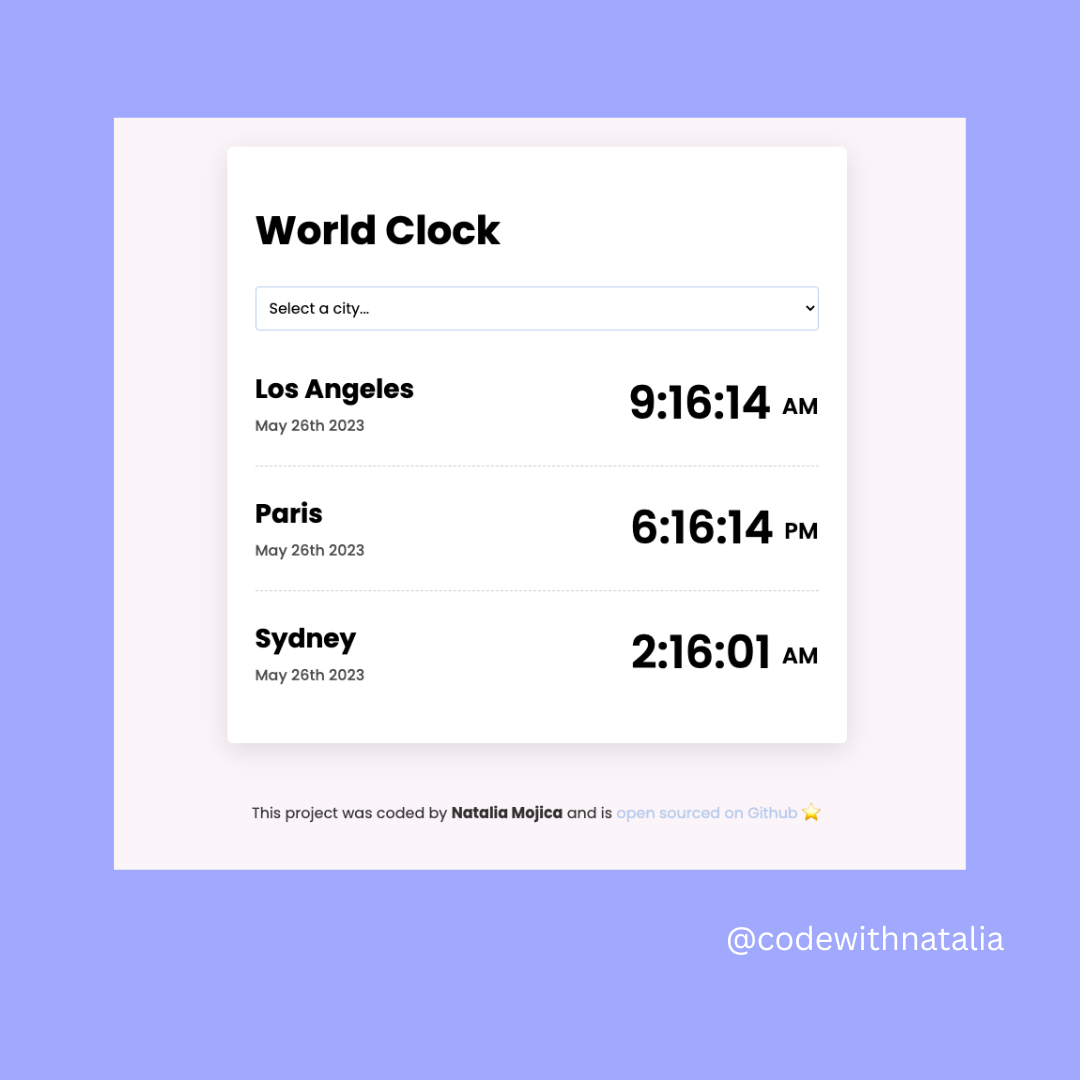 World Clock
Select a city...
Los Angeles
9:16:14 AM
May 26th 2023
Paris
6:16:14 PM
May 26th 2023
Sydney
2:16:01 AM
May 26th 2023
This project was coded by Natalia Mojica and is open sourced on Github ⭐
@codewithnatalia